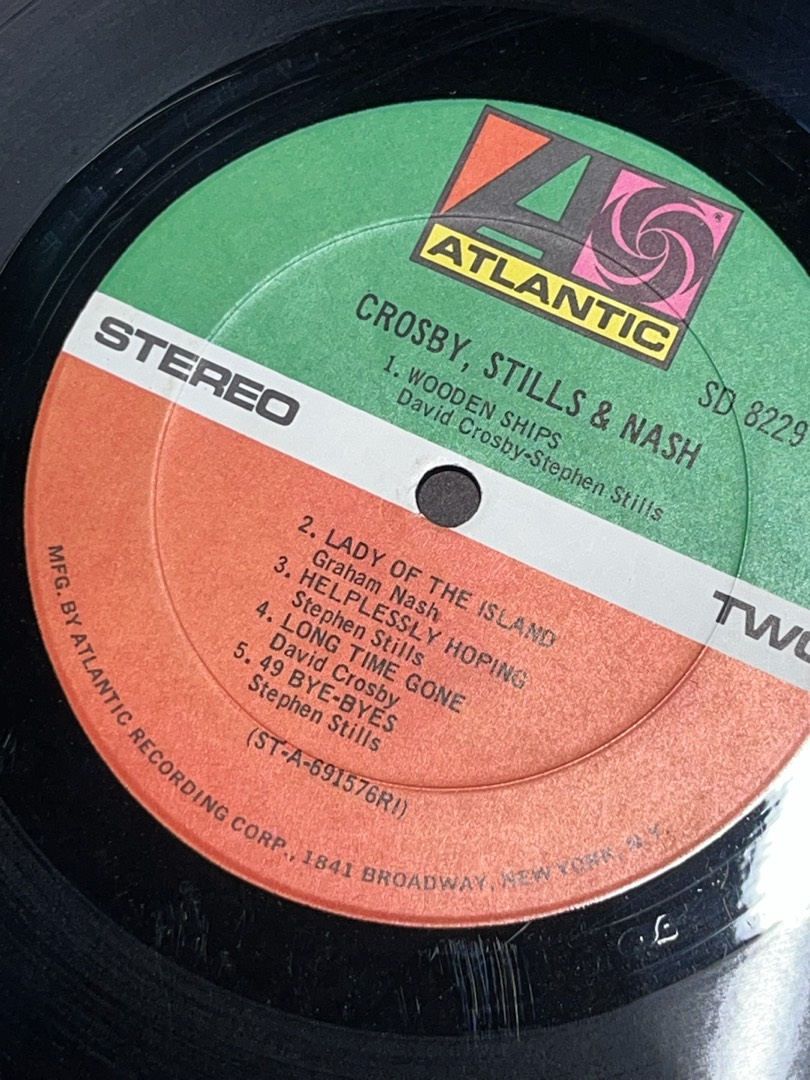 ATLANTIC
®
CROSBY, STILLS & NASH
SD 8229
1. WOODEN SHIPS
David Crosby-Stephen Stills
STEREO
TWO
2. LADY OF THE ISLAND
Graham Nash
3. HELPLESSLY HOPING
Stephen Stills
4. LONG TIME GONE
David Crosby
5. 49 BYE-BYES
Stephen Stills
(ST-A-691576RI)
MFG. BY ATLANTIC RECORDING CORP., 1841 BROADWAY, NEW YORK, N.Y.